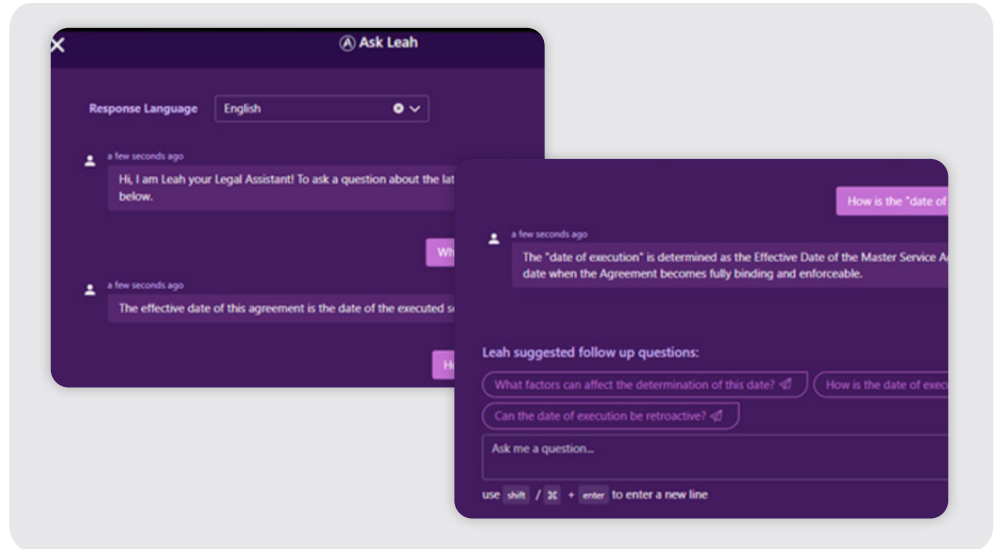 Ask Leah
Response Language English
a few seconds ago
Hi, I am Leah your Legal Assistant! To ask a question about the
below.
a few seconds ago
The effective date of this agreement is the date of the executed
How is the "date of
a few seconds ago
The "date of execution" is determined as the Effective Date of the Master Service
date when the Agreement becomes fully binding and enforceable.
Leah suggested follow up questions:
What factors can affect the determination of this date?
How is the date of
Can the date of execution be retroactive?
Ask me a question...
use shift / ⌘ + enter to enter a new line